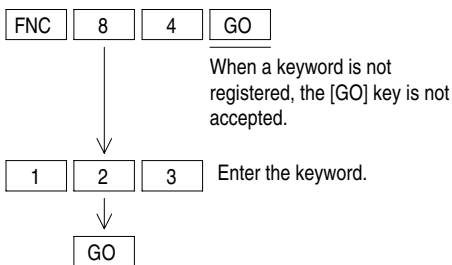 FNC 8 4 GO
When a keyword is not
registered, the [GO] key is not
accepted.
1 2 3 Enter the keyword.
GO